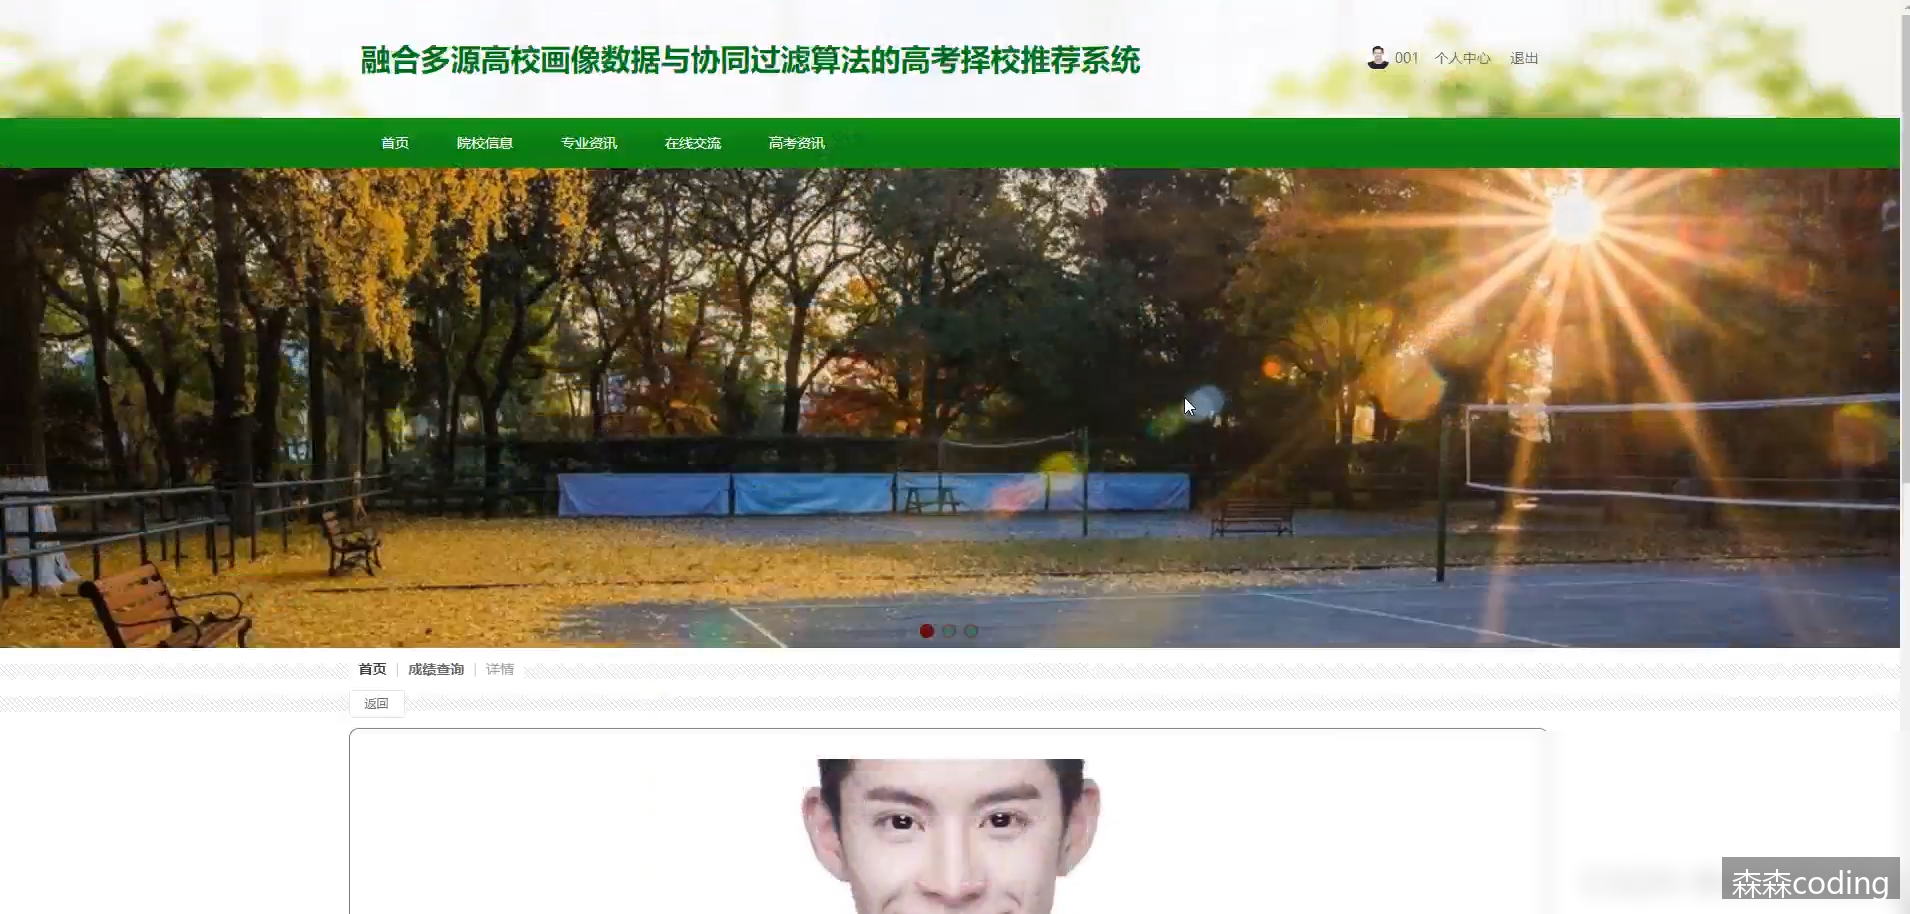 融合多源高校画像数据与协同过滤算法的高考择校推荐系统
001 个人中心 退出
首页 院校信息 专业资讯 在线交流 高考资讯
首页 | 成绩查询 | 详情
返回
森森coding